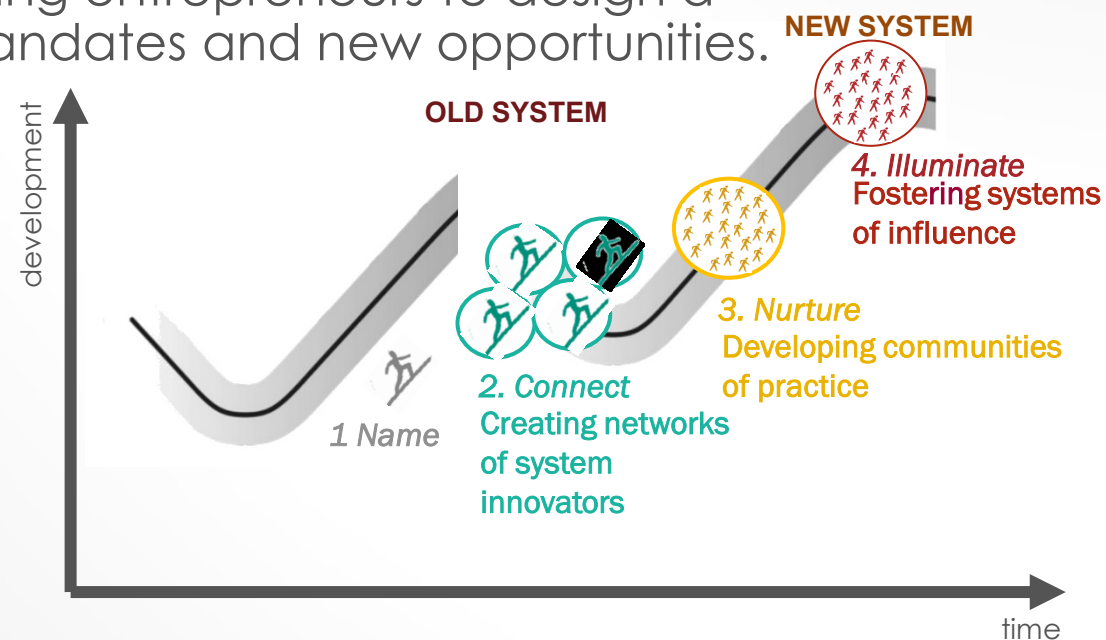 andates and new opportunities.
NEW SYSTEM
OLD SYSTEM
development
4. Illuminate
Fostering systems
of influence
3. Nurture
Developing communities
of practice
2. Connect
Creating networks
of system
innovators
1 Name
time